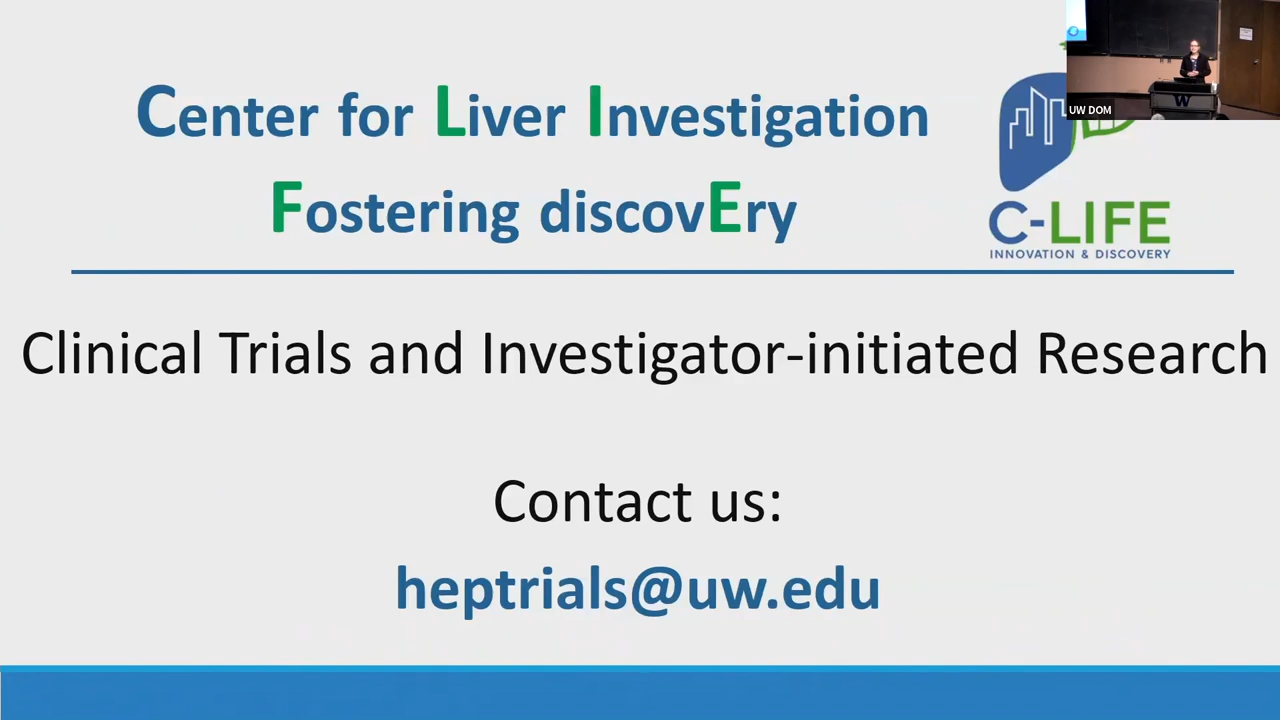 Center for Liver Investigation
Fostering discovEry
UW DOM
W
C-LIFE
INNOVATION & DISCOVERY
Clinical Trials and Investigator-initiated Research
Contact us:
heptrials@uw.edu